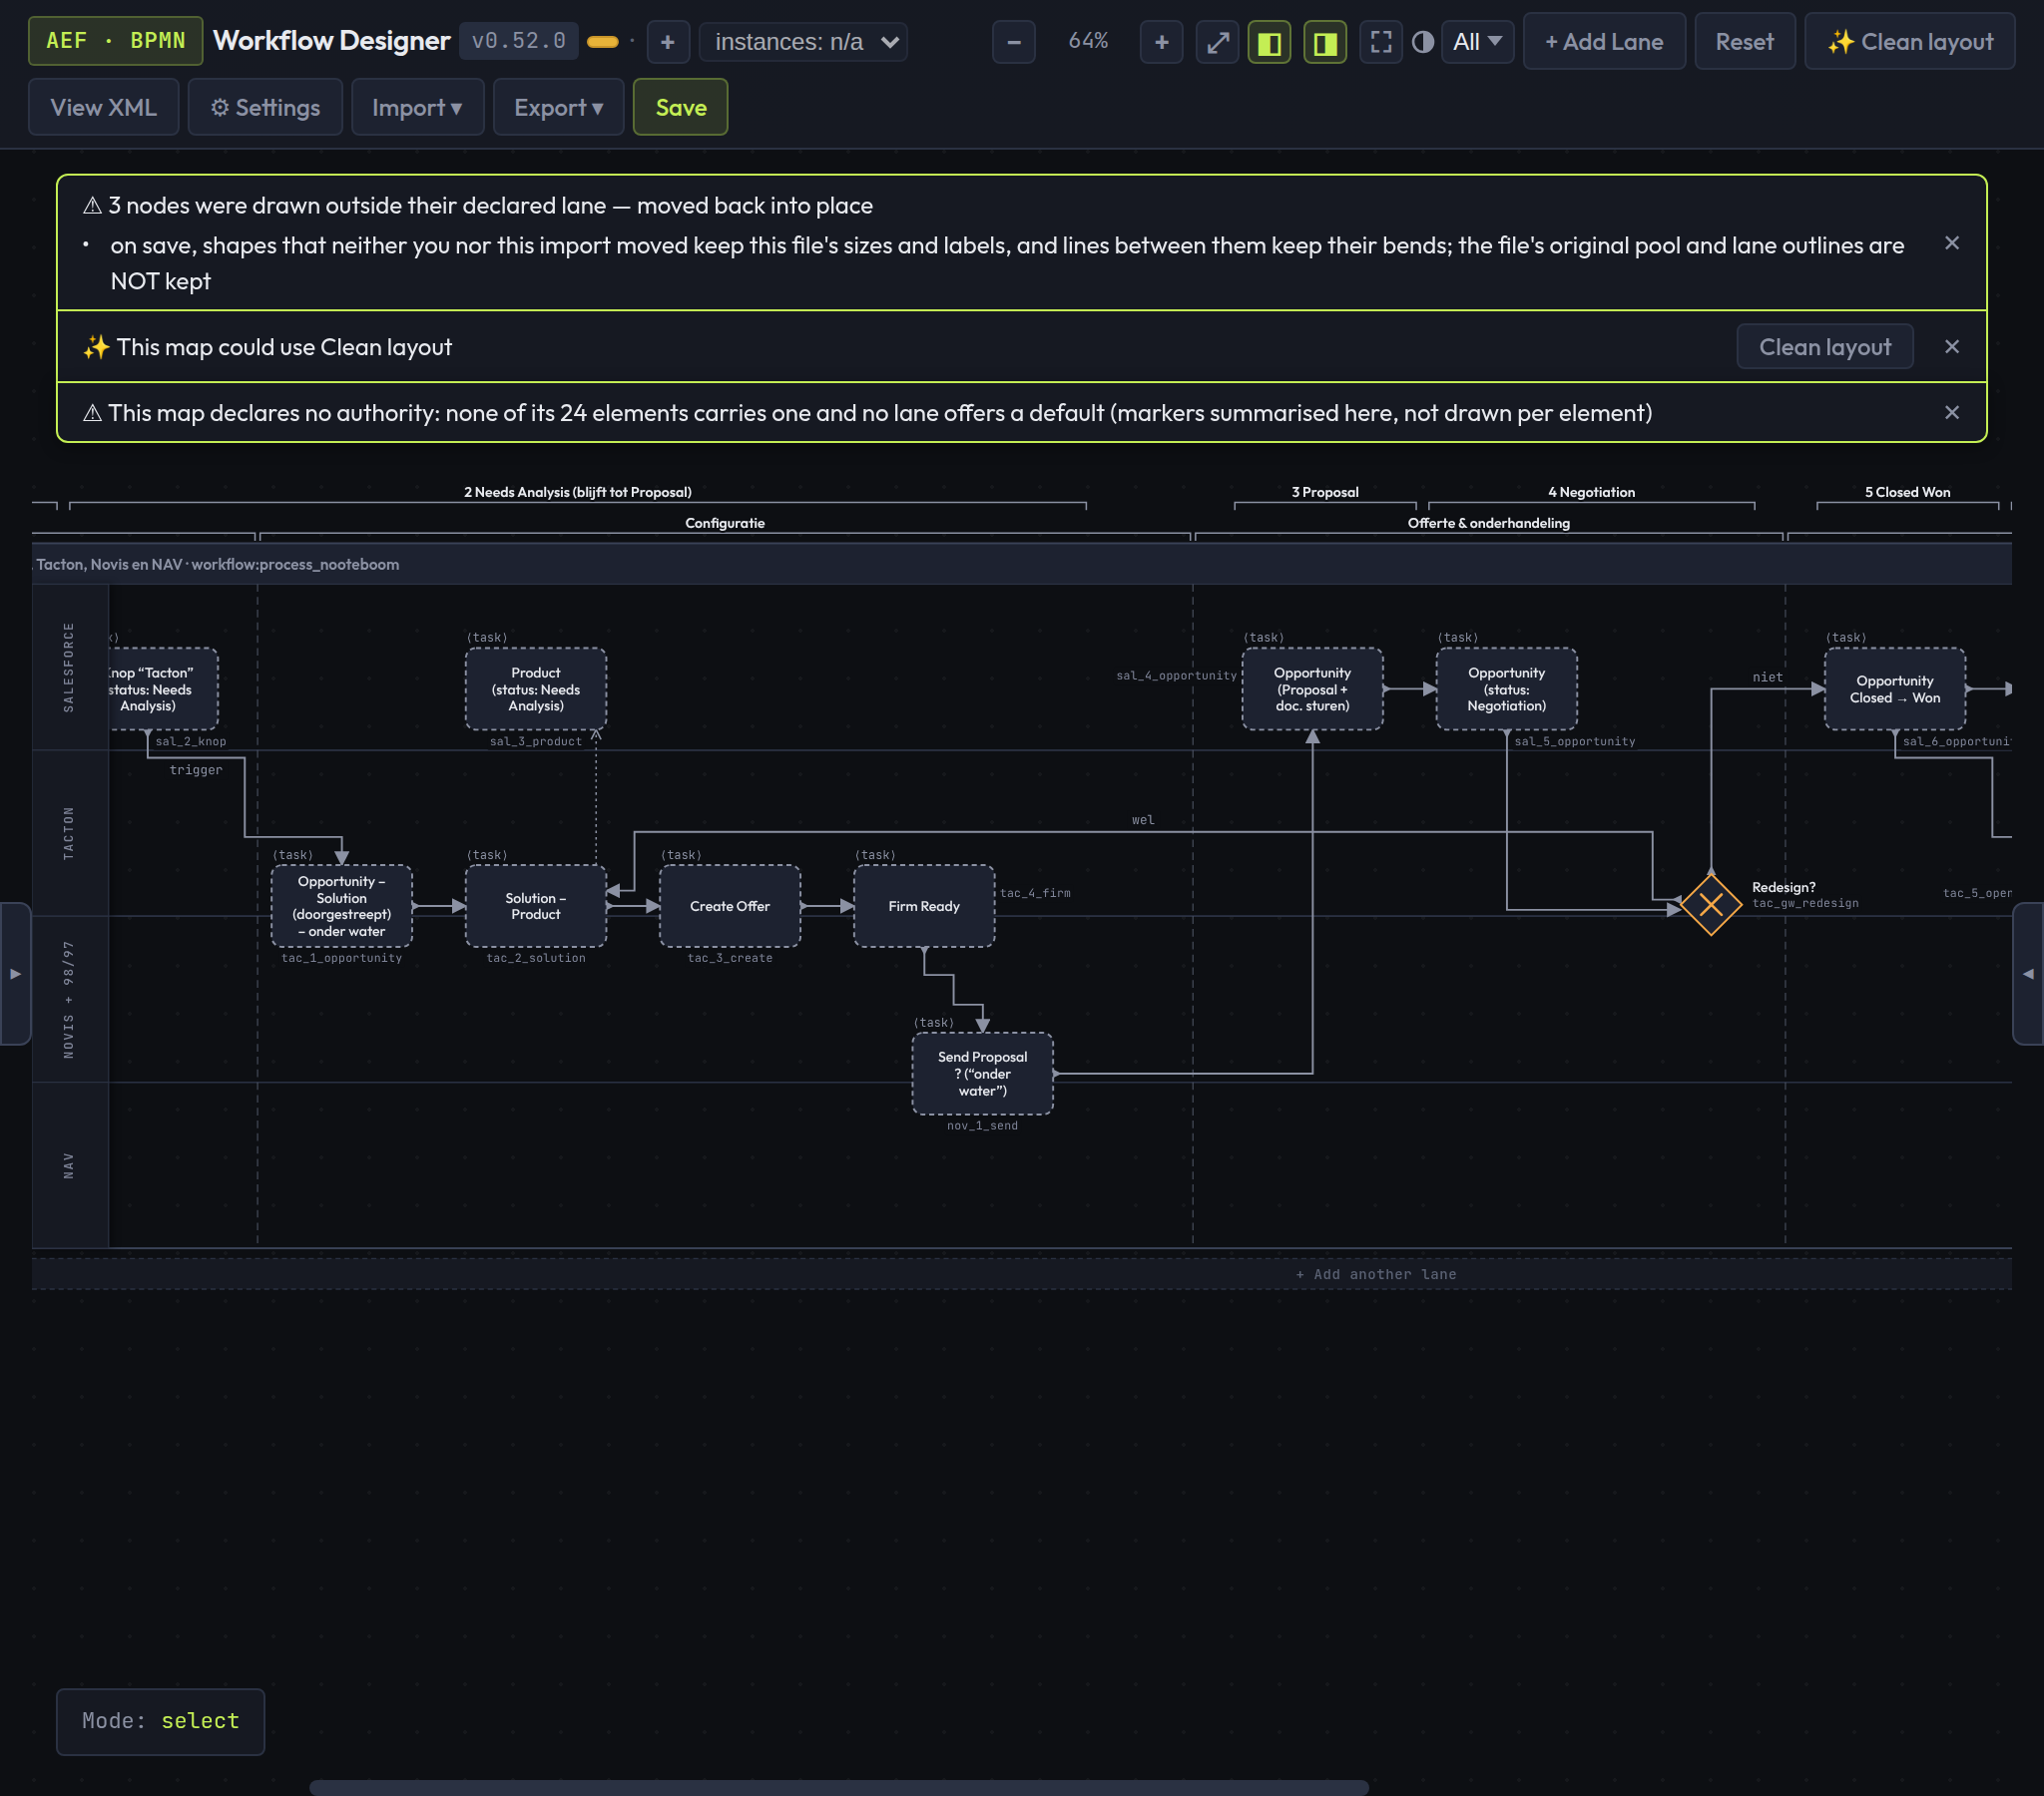 AEF · BPMN Workflow Designer v0.52.0 · + instances: n/a − 64% + All + Add Lane Reset ✨ Clean layout
View XML ⚙ Settings Import ▾ Export ▾ Save
⚠ 3 nodes were drawn outside their declared lane — moved back into place ×
• on save, shapes that neither you nor this import moved keep this file's sizes and labels, and lines between them keep their bends; the file's original pool and lane outlines are
NOT kept
✨ This map could use Clean layout Clean layout ×
⚠ This map declares no authority: none of its 24 elements carries one and no lane offers a default (markers summarised here, not drawn per element) ×
2 Needs Analysis (blijft tot Proposal) 3 Proposal 4 Negotiation 5 Closed Won
Configuratie Offerte & onderhandeling
, Tacton, Novis en NAV · workflow:process_nooteboom
SALESFORCE
⟨task⟩
Knop “Tacton”
(status: Needs
Analysis)
sal_2_knop
trigger
⟨task⟩
Product
(status: Needs
Analysis)
sal_3_product
sal_4_opportunity
⟨task⟩
Opportunity
(Proposal +
doc. sturen)
⟨task⟩
Opportunity
(status:
Negotiation)
sal_5_opportunity
niet
⟨task⟩
Opportunity
Closed → Won
sal_6_opportuni
TACTON
wel
⟨task⟩
Opportunity –
Solution
(doorgestreept)
– onder water
tac_1_opportunity
⟨task⟩
Solution –
Product
tac_2_solution
⟨task⟩
Create Offer
tac_3_create
⟨task⟩
Firm Ready
tac_4_firm
Redesign?
tac_gw_redesign
tac_5_oper
NOVIS + 98/97
⟨task⟩
Send Proposal
? (“onder
water”)
nov_1_send
NAV
+ Add another lane
Mode: select